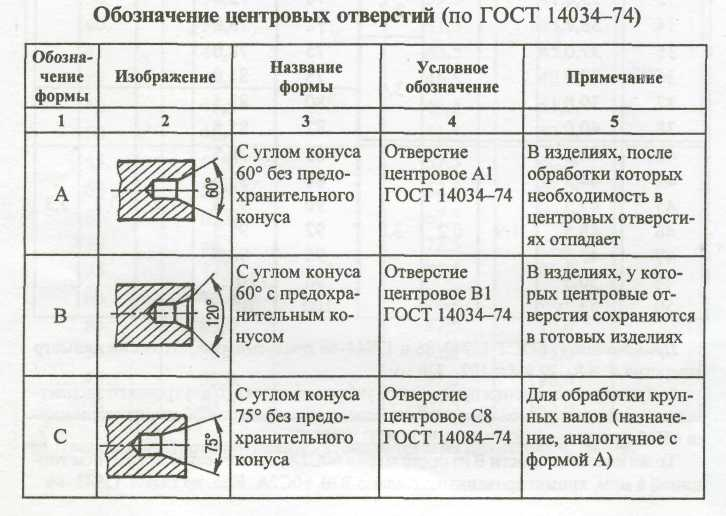 Обозначение центровых отверстий (по ГОСТ 14034–74)
Обозна-
чение
формы
Изображение
Название
формы
Условное
обозначение
Примечание
1
2
3
4
5
А
60°
С углом конуса
60° без предо-
хранительного
конуса
Отверстие
центровое А1
ГОСТ 14034–74
В изделиях, после
обработки которых
необходимость в
центровых отверсти-
ях отпадает
В
120°
С углом конуса
60° с предохра-
нительным ко-
нусом
Отверстие
центровое В1
ГОСТ 14034–74
В изделиях, у кото-
рых центровые от-
верстия сохраняются
в готовых изделиях
С
75°
С углом конуса
75° без предо-
хранительного
конуса
Отверстие
центровое С8
ГОСТ 14084–74
Для обработки круп-
ных валов (назначе-
ние, аналогичное с
формой А)